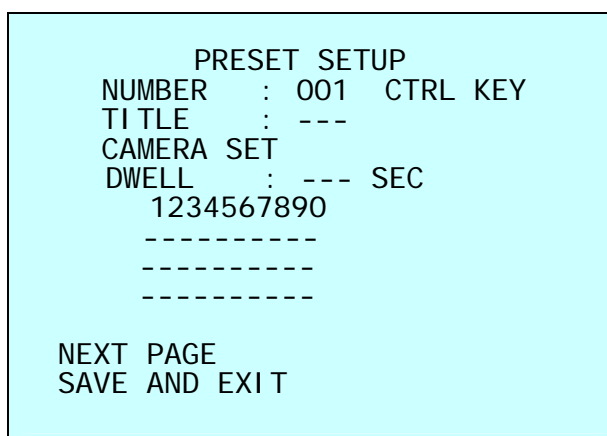 PRESET SETUP
NUMBER : 001 CTRL KEY
TITLE : ---
CAMERA SET
DWELL : --- SEC
1234567890
----------
----------
----------
NEXT PAGE
SAVE AND EXIT